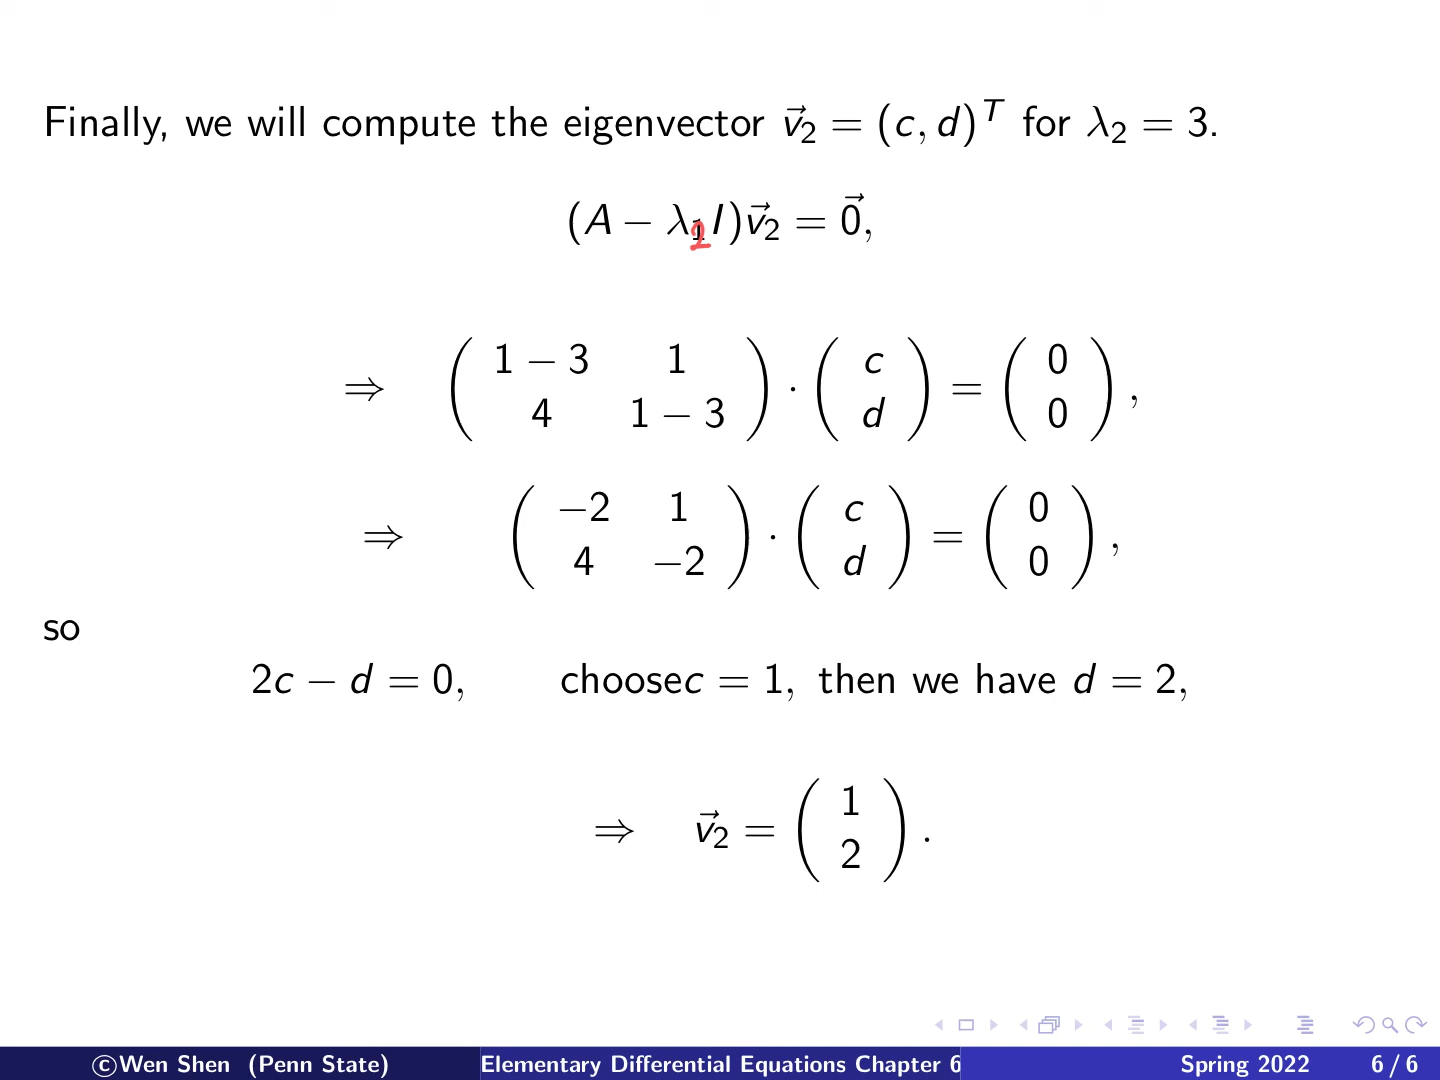 Finally, we will compute the eigenvector v⃗₂ = (c, d)ᵀ for λ₂ = 3.
(A − λ₂I)v⃗₂ = 0⃗,
⇒ ( 1 − 3 1 ; 4 1 − 3 ) · ( c ; d ) = ( 0 ; 0 ) ,
⇒ ( −2 1 ; 4 −2 ) · ( c ; d ) = ( 0 ; 0 ) ,
so
2c − d = 0, choosec = 1, then we have d = 2,
⇒ v⃗₂ = ( 1 ; 2 ) .
©Wen Shen (Penn State) Elementary Differential Equations Chapter 6 Spring 2022 6 / 6